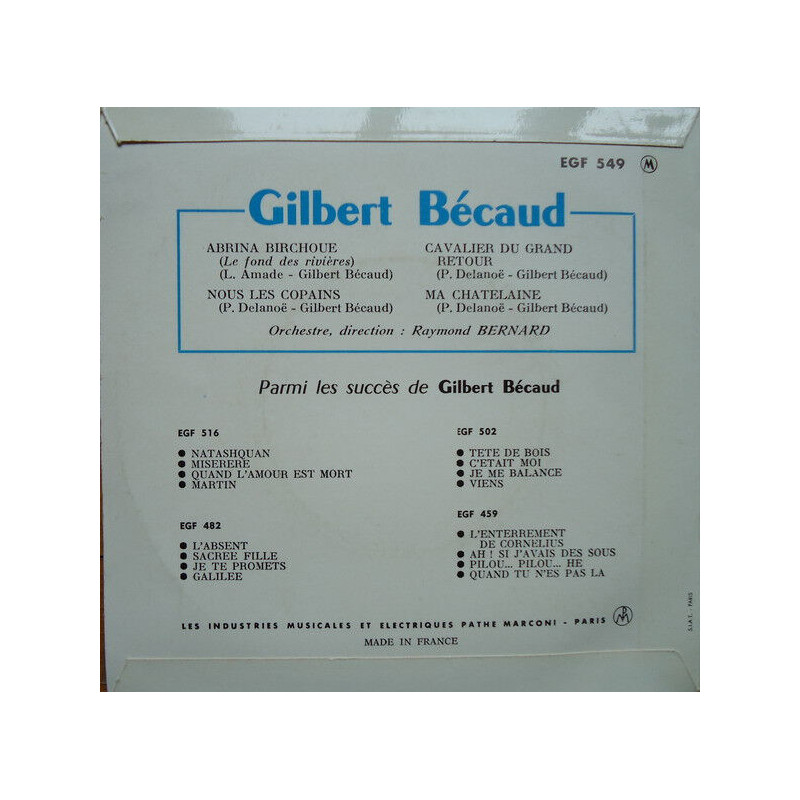 EGF 549 M
Gilbert Bécaud
ABRINA BIRCHOUE
(Le fond des rivières)
(L. Amade - Gilbert Bécaud)
NOUS LES COPAINS
(P. Delanoë - Gilbert Bécaud)
CAVALIER DU GRAND
RETOUR
(P. Delanoë - Gilbert Bécaud)
MA CHATELAINE
(P. Delanoë - Gilbert Bécaud)
Orchestre, direction : Raymond BERNARD
Parmi les succès de Gilbert Bécaud
EGF 516
● NATASHQUAN
● MISERERE
● QUAND L'AMOUR EST MORT
● MARTIN
EGF 502
● TETE DE BOIS
● C'ETAIT MOI
● JE ME BALANCE
● VIENS
EGF 482
● L'ABSENT
● SACREE FILLE
● JE TE PROMETS
● GALILEE
EGF 459
● L'ENTERREMENT
DE CORNELIUS
● AH ! SI J'AVAIS DES SOUS
● PILOU... PILOU... HE
● QUAND TU N'ES PAS LA
LES INDUSTRIES MUSICALES ET ELECTRIQUES PATHE MARCONI - PARIS
MADE IN FRANCE
S.I.A.T. - PARIS